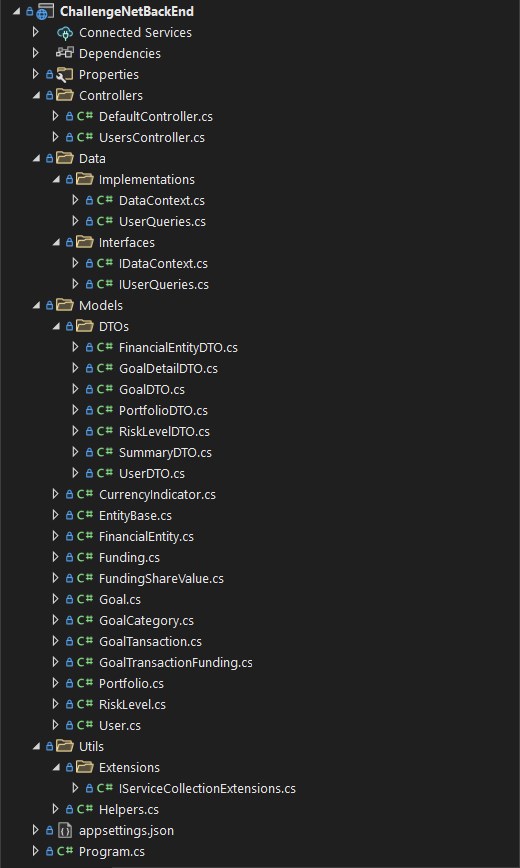 ChallengeNetBackEnd
Connected Services
Dependencies
Properties
Controllers
C# DefaultController.cs
C# UsersController.cs
Data
Implementations
C# DataContext.cs
C# UserQueries.cs
Interfaces
C# IDataContext.cs
C# IUserQueries.cs
Models
DTOs
C# FinancialEntityDTO.cs
C# GoalDetailDTO.cs
C# GoalDTO.cs
C# PortfolioDTO.cs
C# RiskLevelDTO.cs
C# SummaryDTO.cs
C# UserDTO.cs
C# CurrencyIndicator.cs
C# EntityBase.cs
C# FinancialEntity.cs
C# Funding.cs
C# FundingShareValue.cs
C# Goal.cs
C# GoalCategory.cs
C# GoalTansaction.cs
C# GoalTransactionFunding.cs
C# Portfolio.cs
C# RiskLevel.cs
C# User.cs
Utils
Extensions
C# IServiceCollectionExtensions.cs
C# Helpers.cs
appsettings.json
C# Program.cs